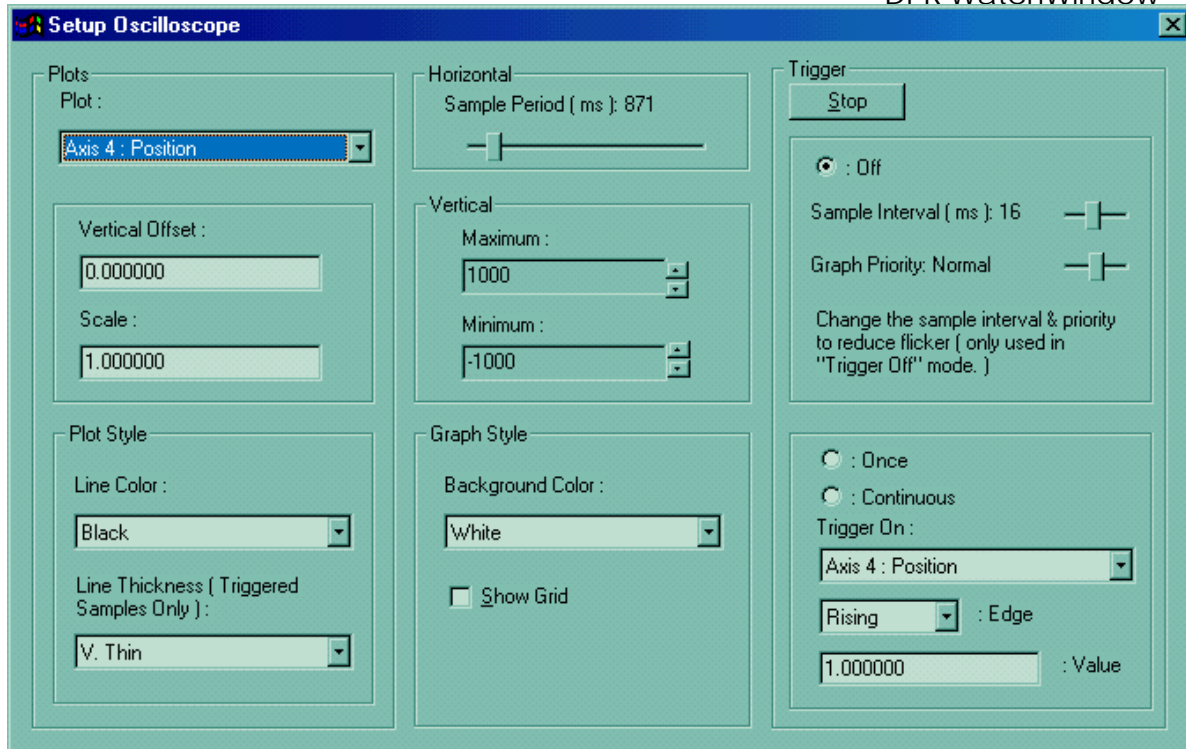 Setup Oscilloscope
Plots
Plot :
Axis 4 : Position
Vertical Offset :
0.000000
Scale :
1.000000
Plot Style
Line Color :
Black
Line Thickness ( Triggered
Samples Only ) :
V. Thin
Horizontal
Sample Period ( ms ): 871
Vertical
Maximum :
1000
Minimum :
-1000
Graph Style
Background Color :
White
Show Grid
Trigger
Stop
: Off
Sample Interval ( ms ): 16
Graph Priority: Normal
Change the sample interval & priority
to reduce flicker ( only used in
"Trigger Off" mode. )
: Once
: Continuous
Trigger On :
Axis 4 : Position
Rising : Edge
1.000000 : Value